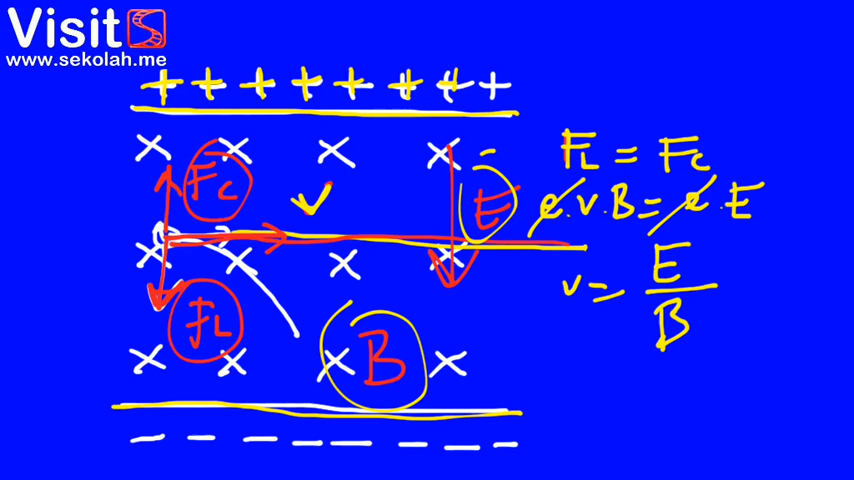 Visit S
www.sekolah.me
+ + + + + + + +
× × × ×
Fc
v
E
FL = Fc
e.v.B = e.E
× × × ×
v = E/B
FL
× × × ×
B
- - - - - - - -